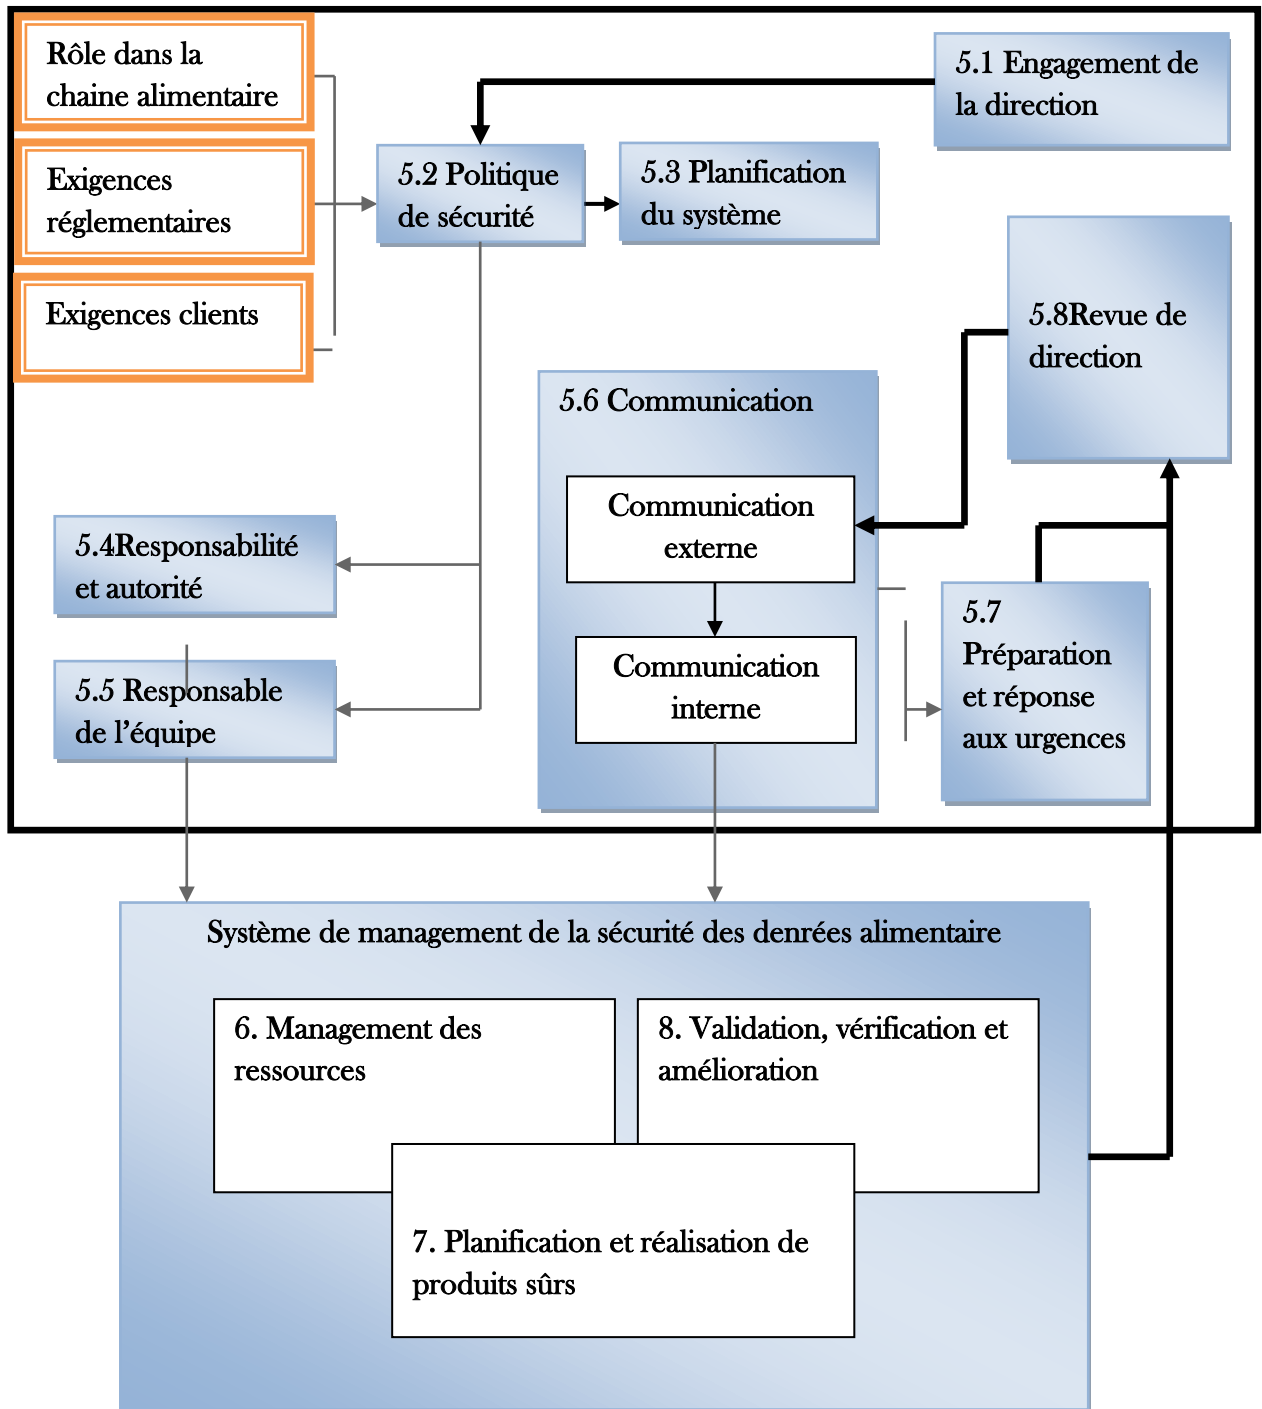 Rôle dans la
chaine alimentaire
5.1 Engagement de
la direction
Exigences
réglementaires
5.2 Politique
de sécurité
5.3 Planification
du système
Exigences clients
5.8Revue de
direction
5.6 Communication
Communication
externe
5.4Responsabilité
et autorité
5.7
Préparation
et réponse
aux urgences
Communication
interne
5.5 Responsable
de l’équipe
Système de management de la sécurité des denrées alimentaire
6. Management des
ressources
8. Validation, vérification et
amélioration
7. Planification et réalisation de
produits sûrs